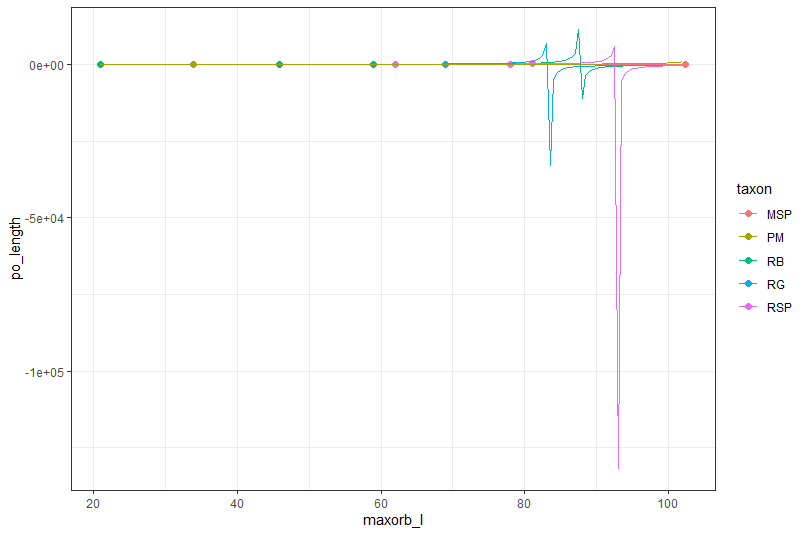 0e+00
-5e+04
-1e+05
po_length
20 40 60 80 100
maxorb_l
taxon
MSP
PM
RB
RG
RSP